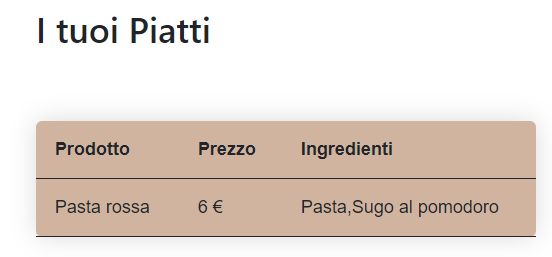 I tuoi Piatti
Prodotto Prezzo Ingredienti
Pasta rossa 6 € Pasta,Sugo al pomodoro